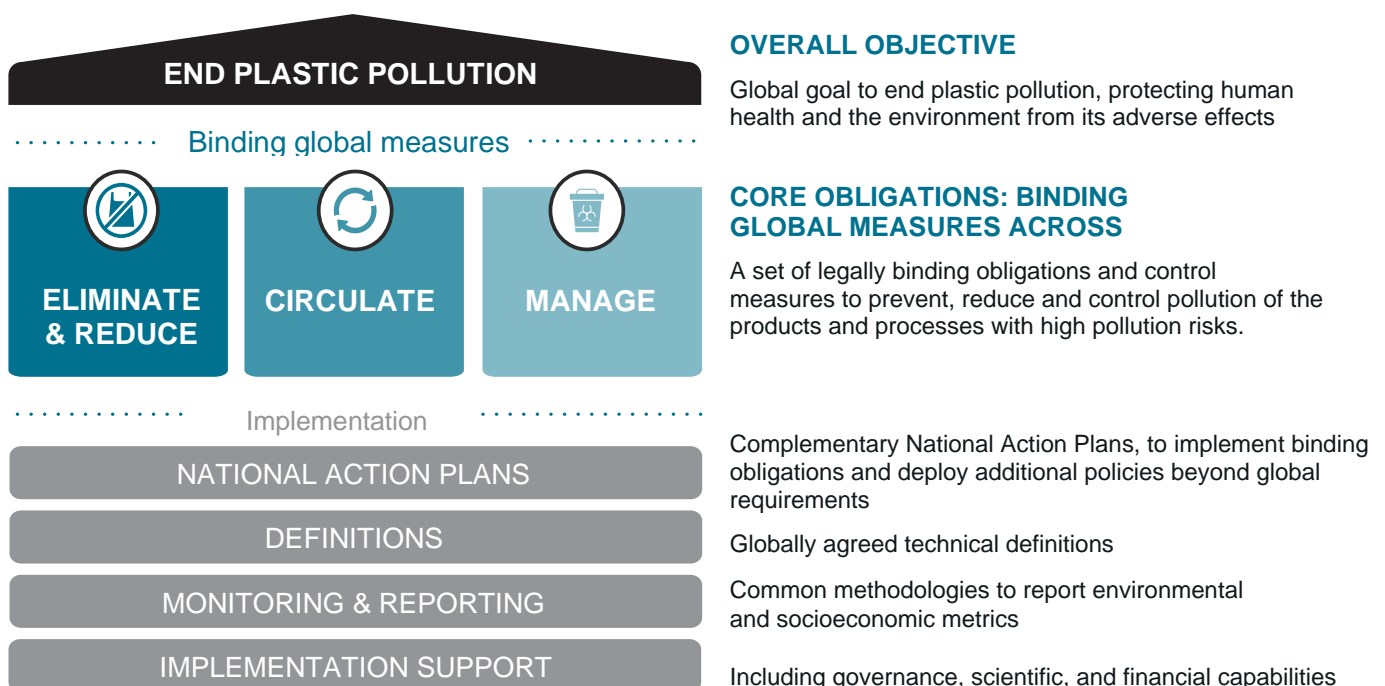 END PLASTIC POLLUTION
Binding global measures
ELIMINATE
& REDUCE
CIRCULATE
MANAGE
Implementation
NATIONAL ACTION PLANS
DEFINITIONS
MONITORING & REPORTING
IMPLEMENTATION SUPPORT
OVERALL OBJECTIVE
Global goal to end plastic pollution, protecting human
health and the environment from its adverse effects
CORE OBLIGATIONS: BINDING
GLOBAL MEASURES ACROSS
A set of legally binding obligations and control
measures to prevent, reduce and control pollution of the
products and processes with high pollution risks.
Complementary National Action Plans, to implement binding
obligations and deploy additional policies beyond global
requirements
Globally agreed technical definitions
Common methodologies to report environmental
and socioeconomic metrics
Including governance, scientific, and financial capabilities